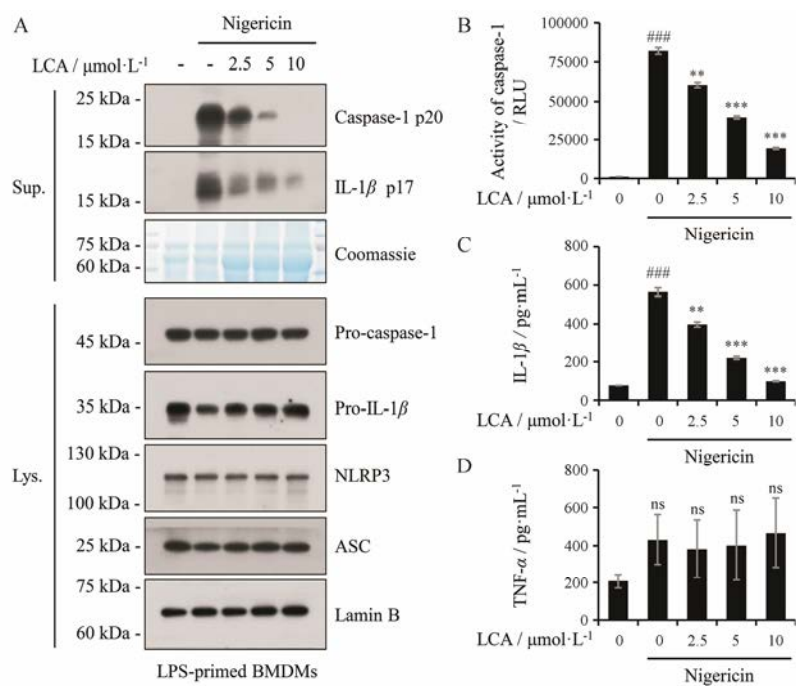 A
Nigericin
LCA / μmol·L⁻¹ - - 2.5 5 10
Sup.
25 kDa -
15 kDa -
Caspase-1 p20
15 kDa -
IL-1β p17
75 kDa -
60 kDa -
Coomassie
Lys.
45 kDa -
Pro-caspase-1
35 kDa -
Pro-IL-1β
130 kDa -
100 kDa -
NLRP3
25 kDa -
ASC
75 kDa -
60 kDa -
Lamin B
LPS-primed BMDMs
B
Activity of caspase-1
/ RLU
100000
75000
50000
25000
0
###
**
***
***
LCA / μmol·L⁻¹ 0 0 2.5 5 10
Nigericin
C
IL-1β / pg·mL⁻¹
800
600
400
200
0
###
**
***
***
LCA / μmol·L⁻¹ 0 0 2.5 5 10
Nigericin
D
TNF-α / pg·mL⁻¹
800
600
400
200
0
ns
ns
ns
ns
LCA / μmol·L⁻¹ 0 0 2.5 5 10
Nigericin